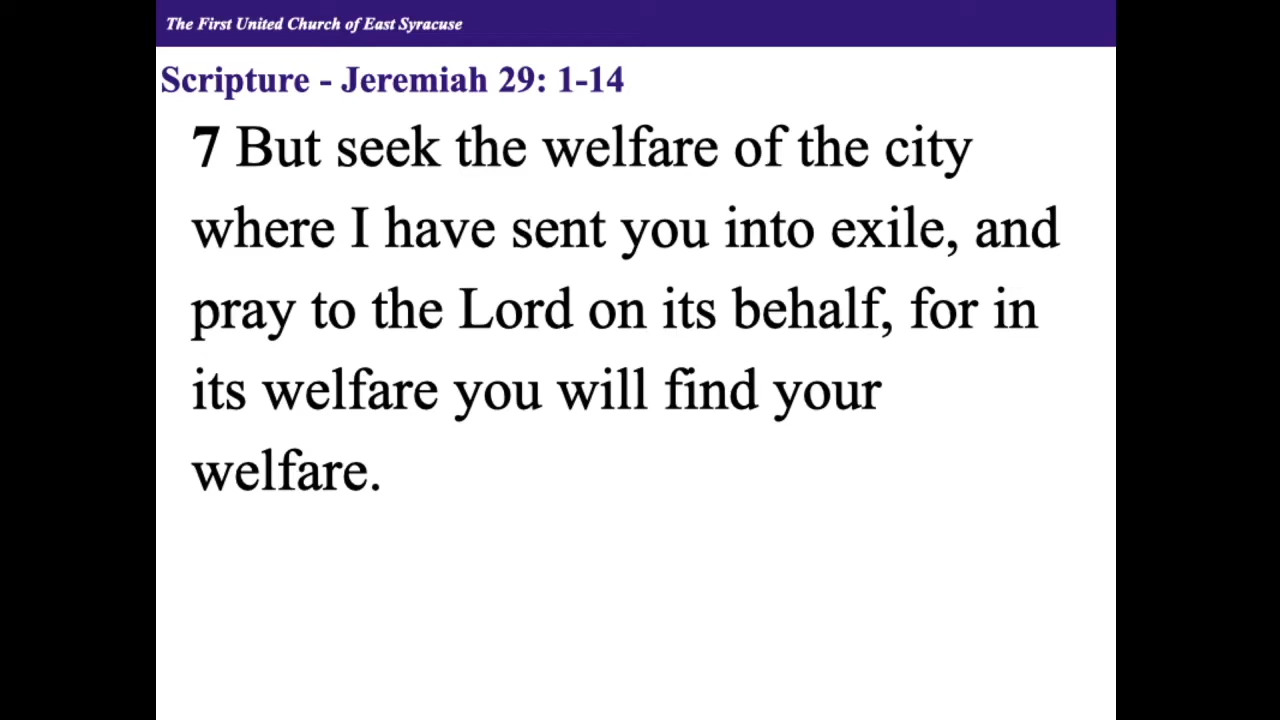 The First United Church of East Syracuse
Scripture - Jeremiah 29: 1-14
7 But seek the welfare of the city
where I have sent you into exile, and
pray to the Lord on its behalf, for in
its welfare you will find your
welfare.